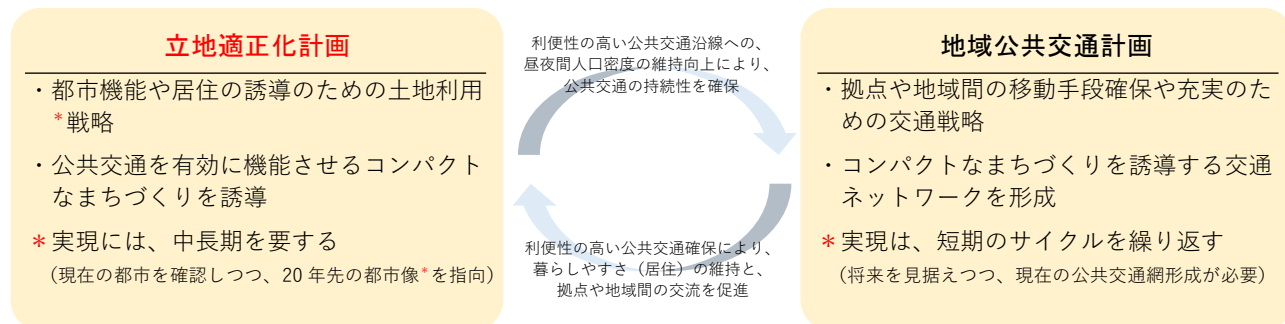 立地適正化計画
・都市機能や居住の誘導のための土地利用
*戦略
・公共交通を有効に機能させるコンパクト
なまちづくりを誘導
＊実現には、中長期を要する
(現在の都市を確認しつつ、20 年先の都市像*を指向)
利便性の高い公共交通沿線への、
昼夜間人口密度の維持向上により、
公共交通の持続性を確保
利便性の高い公共交通確保により、
暮らしやすさ（居住）の維持と、
拠点や地域間の交流を促進
地域公共交通計画
・拠点や地域間の移動手段確保や充実のた
めの交通戦略
・コンパクトなまちづくりを誘導する交通
ネットワークを形成
＊実現は、短期のサイクルを繰り返す
（将来を見据えつつ、現在の公共交通網形成が必要）